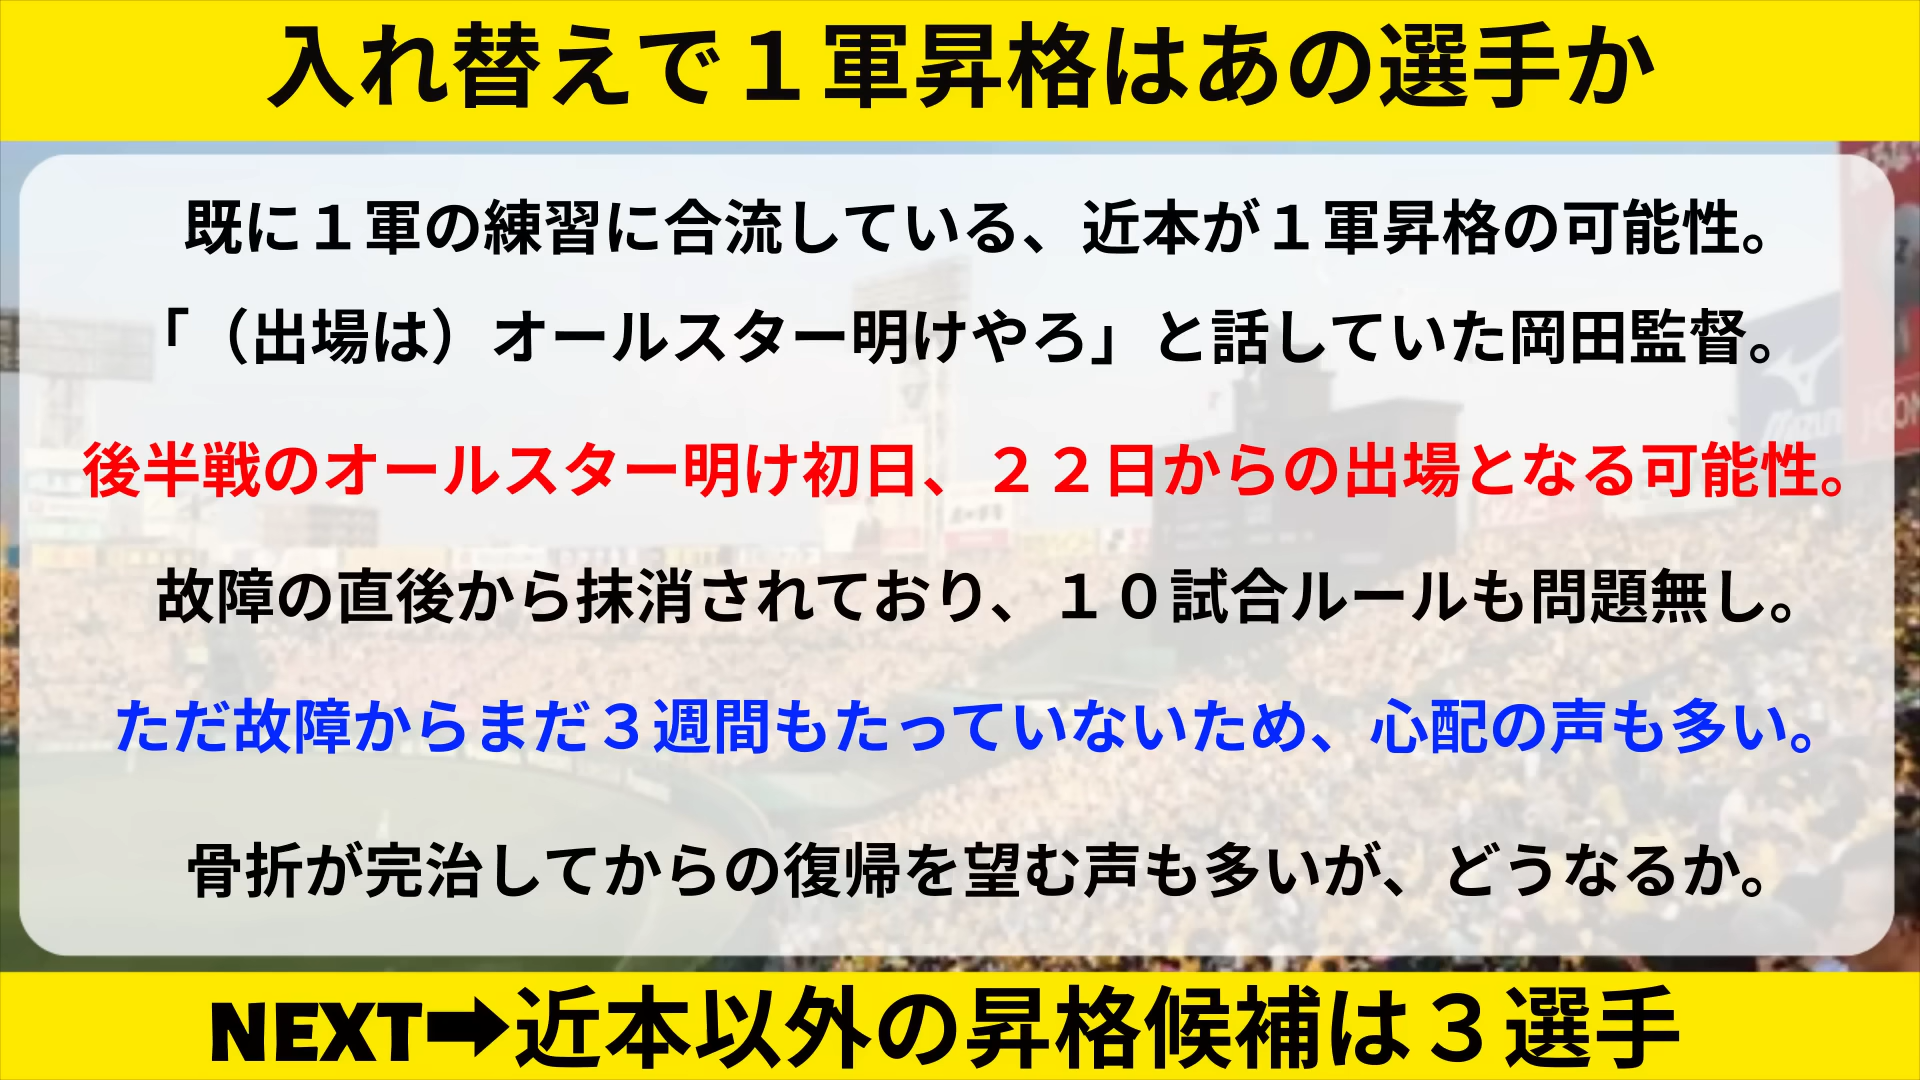 入れ替えで１軍昇格はあの選手か
既に１軍の練習に合流している、近本が１軍昇格の可能性。
「（出場は）オールスター明けやろ」と話していた岡田監督。
後半戦のオールスター明け初日、２２日からの出場となる可能性。
故障の直後から抹消されており、１０試合ルールも問題無し。
ただ故障からまだ３週間もたっていないため、心配の声も多い。
骨折が完治してからの復帰を望む声も多いが、どうなるか。
NEXT➡近本以外の昇格候補は３選手